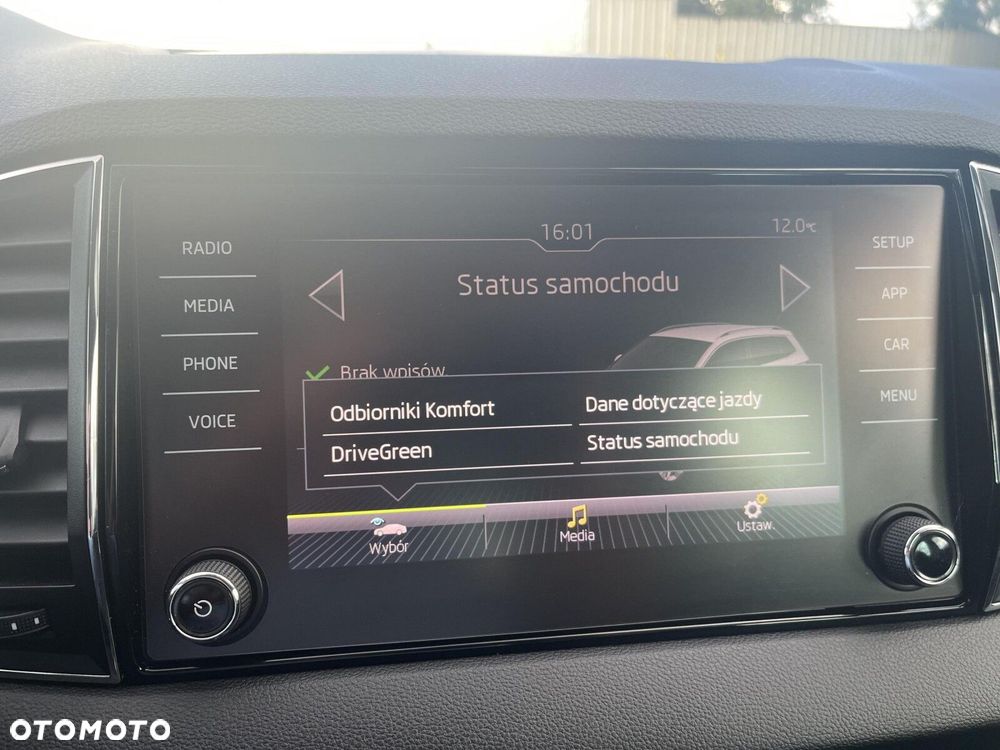 RADIO
MEDIA
PHONE
VOICE
16:01
12.0°C
Status samochodu
Brak wpisów
Odbiorniki Komfort
Dane dotyczące jazdy
DriveGreen
Status samochodu
Wybór
Media
Ustaw.
SETUP
APP
CAR
MENU
OTOMOTO